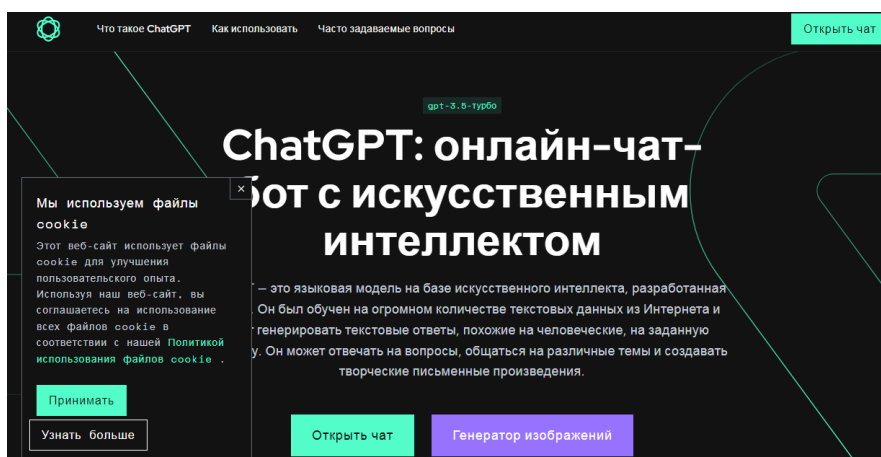 Что такое ChatGPT Как использовать Часто задаваемые вопросы Открыть чат
gpt-3.5-турбо
ChatGPT: онлайн-чат-
бот с искусственным
интеллектом
– это языковая модель на базе искусственного интеллекта, разработанная
. Он был обучен на огромном количестве текстовых данных из Интернета и
генерировать текстовые ответы, похожие на человеческие, на заданную
Он может отвечать на вопросы, общаться на различные темы и создавать
творческие письменные произведения.
Открыть чат Генератор изображений
Мы используем файлы
cookie
Этот веб-сайт использует файлы
cookie для улучшения
пользовательского опыта.
Используя наш веб-сайт, вы
соглашаетесь на использование
всех файлов cookie в
соответствии с нашей Политикой
использования файлов cookie .
Принимать
Узнать больше